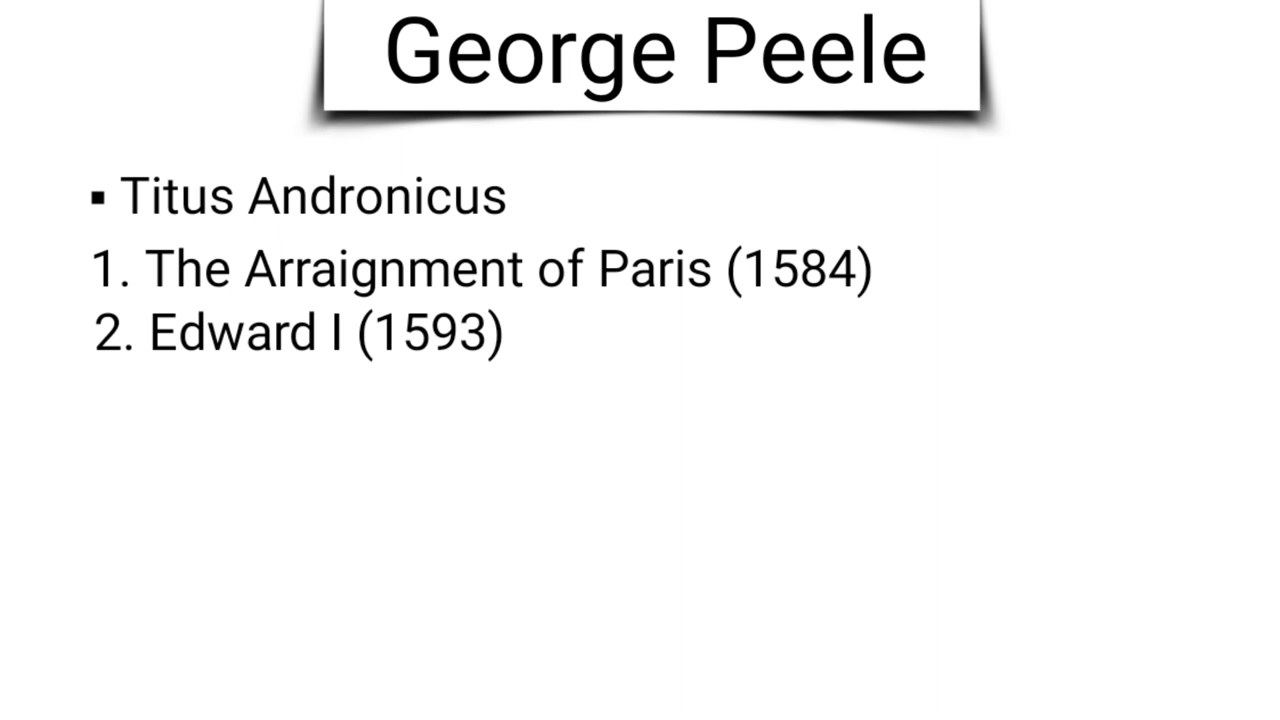 George Peele
▪ Titus Andronicus
1. The Arraignment of Paris (1584)
2. Edward I (1593)